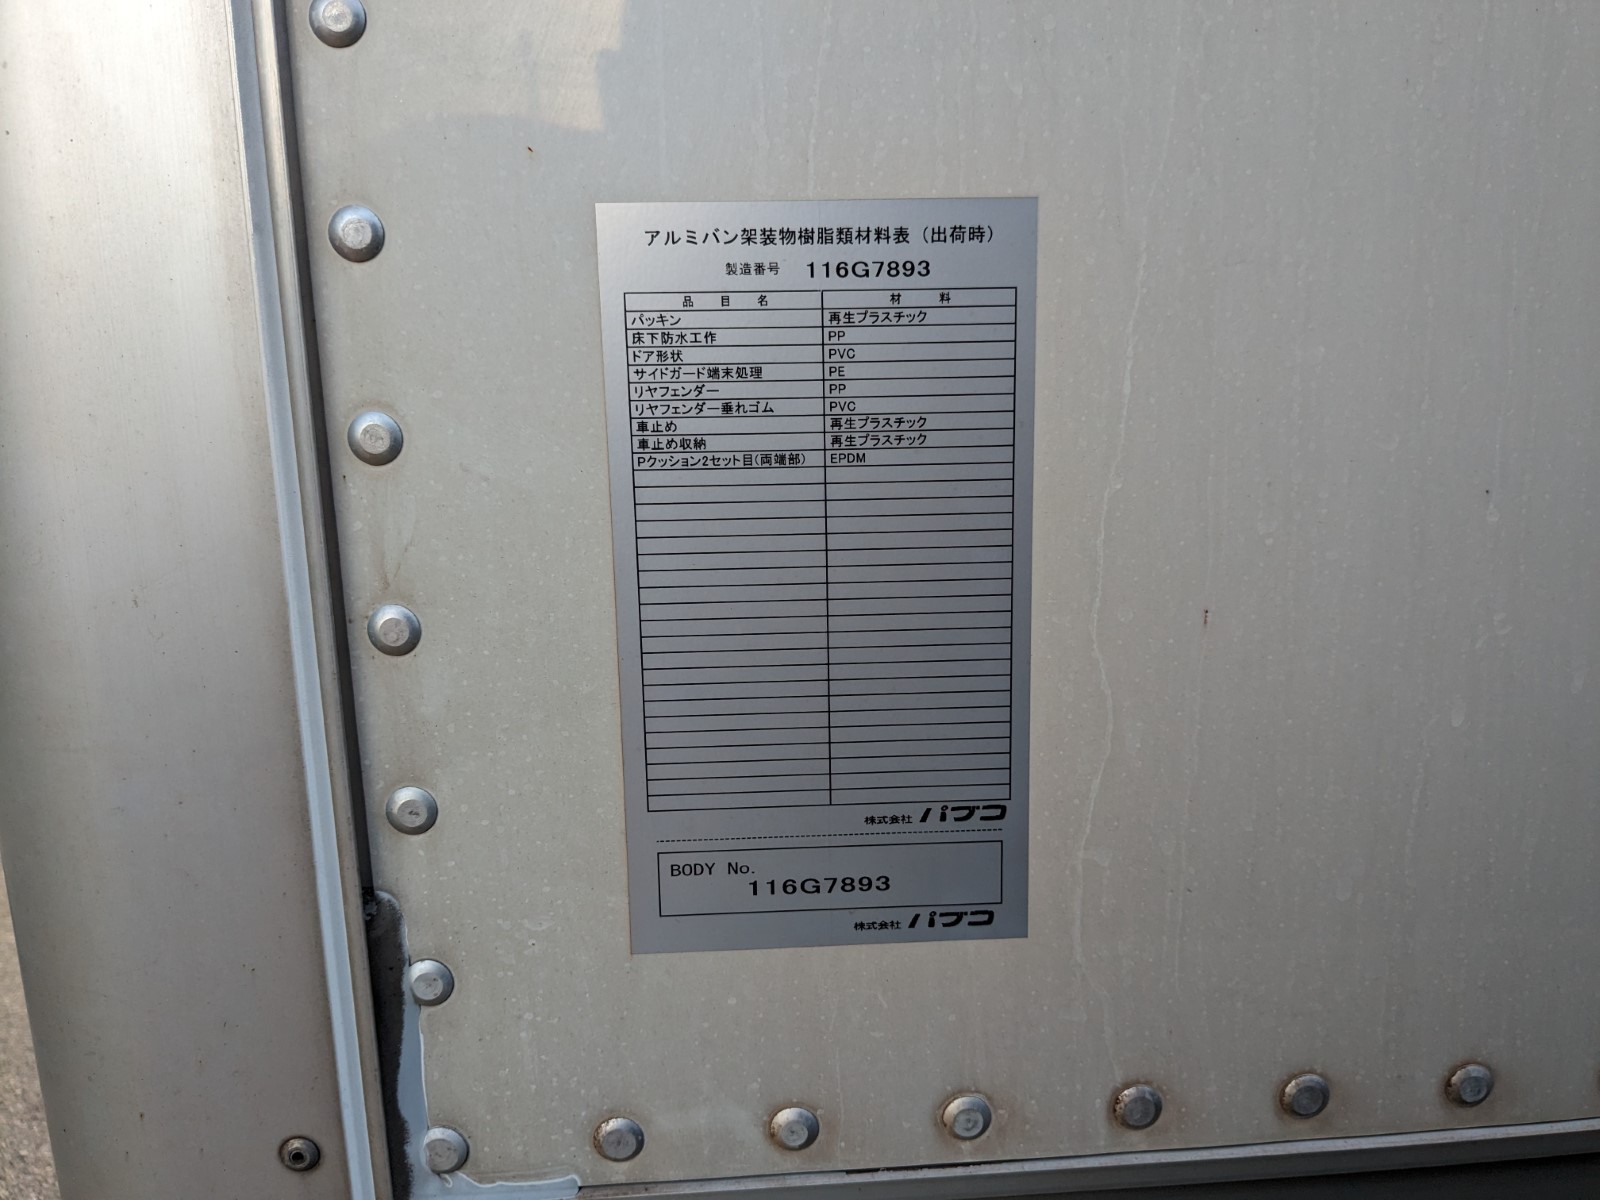 アルミバン架装物樹脂類材料表（出荷時）
製造番号 116G7893
品目名 材料
パッキン 再生プラスチック
床下防水工作 PP
ドア形状 PVC
サイドガード端末処理 PE
リヤフェンダー PP
リヤフェンダー垂れゴム PVC
車止め 再生プラスチック
車止め収納 再生プラスチック
Pクッション2セット目(両端部) EPDM
株式会社 パブコ
BODY No.
116G7893
株式会社 パブコ